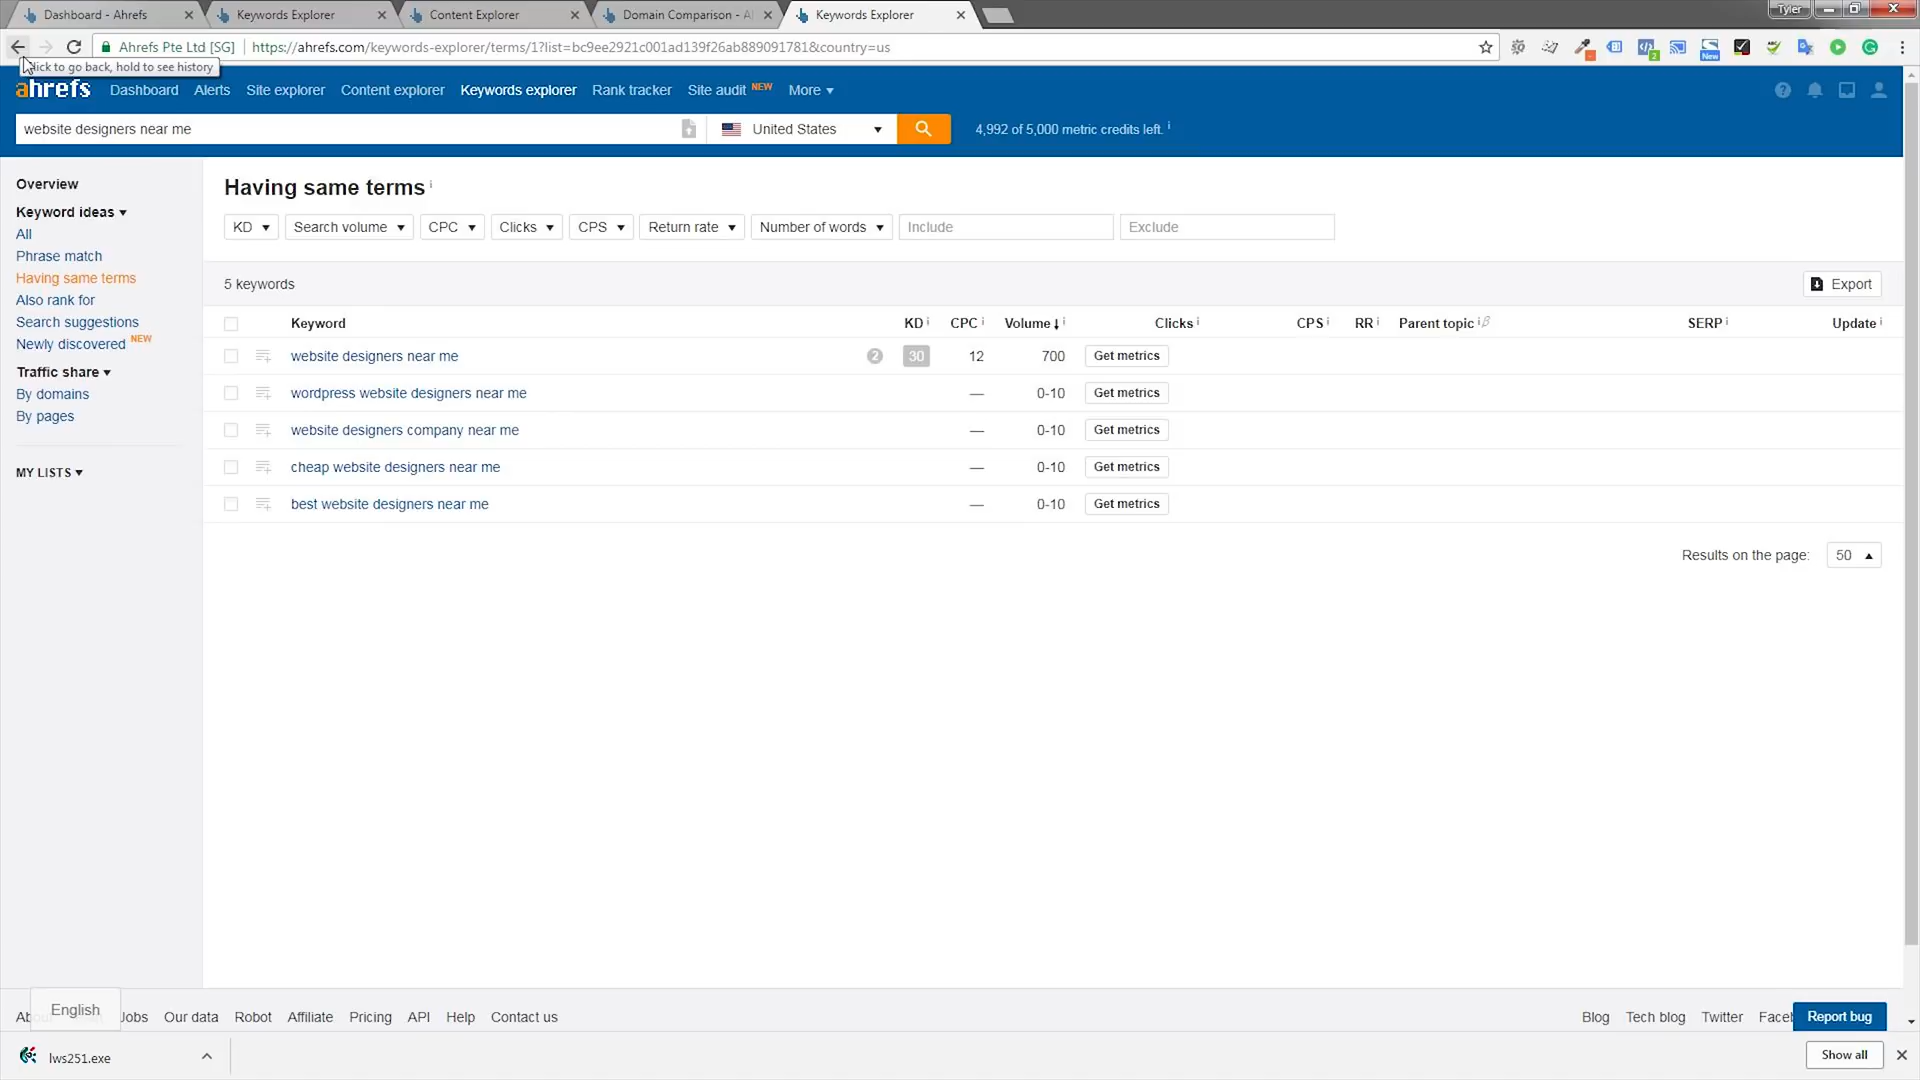 Dashboard - Ahrefs
Keywords Explorer
Content Explorer
Domain Comparison - A
Keywords Explorer
Tyler
Ahrefs Pte Ltd [SG]
https://ahrefs.com/keywords-explorer/terms/1?list=bc9ee2921c001ad139f26ab889091781&country=us
lick to go back, hold to see history
ahrefs
Dashboard
Alerts
Site explorer
Content explorer
Keywords explorer
Rank tracker
Site audit NEW
More
website designers near me
United States
4,992 of 5,000 metric credits left. i
Overview
Keyword ideas
All
Phrase match
Having same terms
Also rank for
Search suggestions
Newly discovered NEW
Traffic share
By domains
By pages
MY LISTS
Having same terms i
KD
Search volume
CPC
Clicks
CPS
Return rate
Number of words
Include
Exclude
5 keywords
Export
Keyword KD i CPC i Volume i Clicks i CPS i RR i Parent topic i β SERP i Update i
website designers near me 2 30 12 700 Get metrics
wordpress website designers near me — 0-10 Get metrics
website designers company near me — 0-10 Get metrics
cheap website designers near me — 0-10 Get metrics
best website designers near me — 0-10 Get metrics
Results on the page: 50
English
Jobs
Our data
Robot
Affiliate
Pricing
API
Help
Contact us
Blog
Tech blog
Twitter
Report bug
lws251.exe
Show all